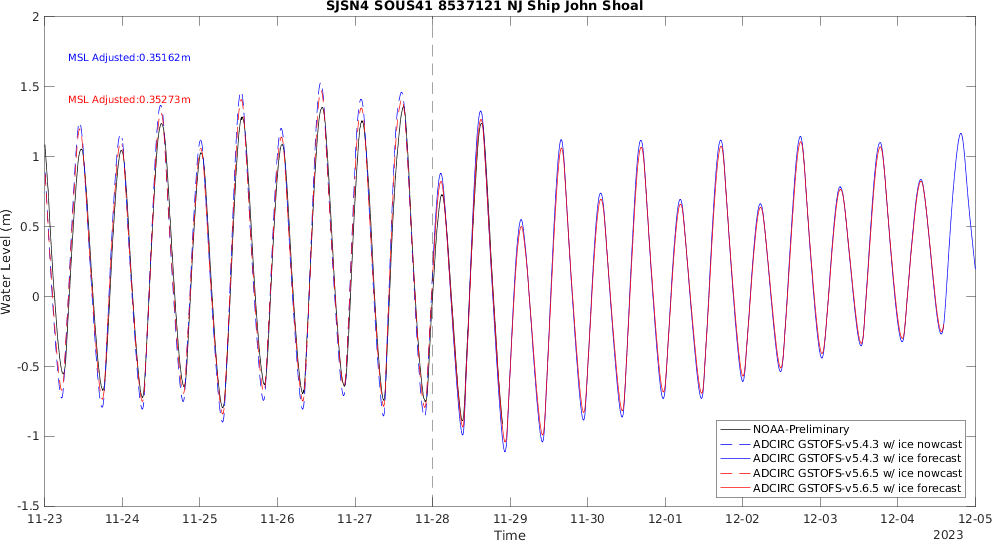 SJSN4 SOUS41 8537121 NJ Ship John Shoal
2
1.5
1
0.5
0
-0.5
-1
-1.5
Water Level (m)
MSL Adjusted:0.35162m
MSL Adjusted:0.35273m
NOAA-Preliminary
ADCIRC GSTOFS-v5.4.3 w/ ice nowcast
ADCIRC GSTOFS-v5.4.3 w/ ice forecast
ADCIRC GSTOFS-v5.6.5 w/ ice nowcast
ADCIRC GSTOFS-v5.6.5 w/ ice forecast
11-23 11-24 11-25 11-26 11-27 11-28 11-29 11-30 12-01 12-02 12-03 12-04 12-05
Time
2023